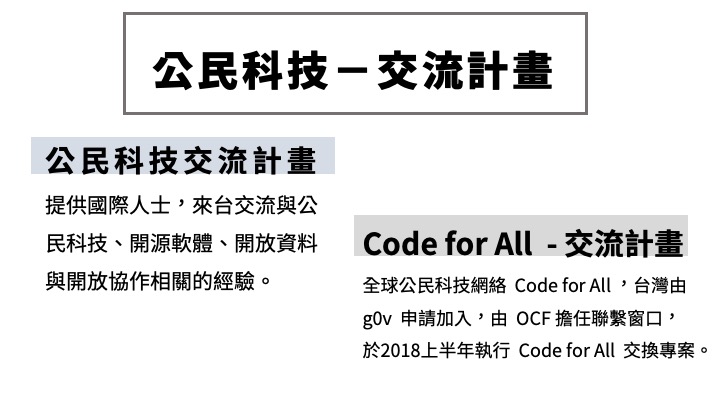 公民科技－交流計畫
公民科技交流計畫
提供國際人士，來台交流與公
民科技、開源軟體、開放資料
與開放協作相關的經驗。
Code for All - 交流計畫
全球公民科技網絡 Code for All ，台灣由
g0v 申請加入，由 OCF 擔任聯繫窗口，
於2018上半年執行 Code for All 交換專案。